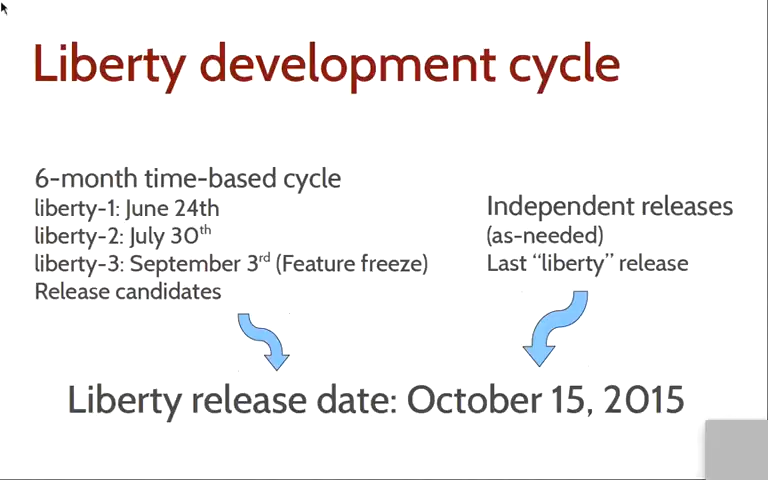 Liberty development cycle
6-month time-based cycle
liberty-1: June 24th
liberty-2: July 30th
liberty-3: September 3rd (Feature freeze)
Release candidates
Independent releases
(as-needed)
Last “liberty” release
Liberty release date: October 15, 2015